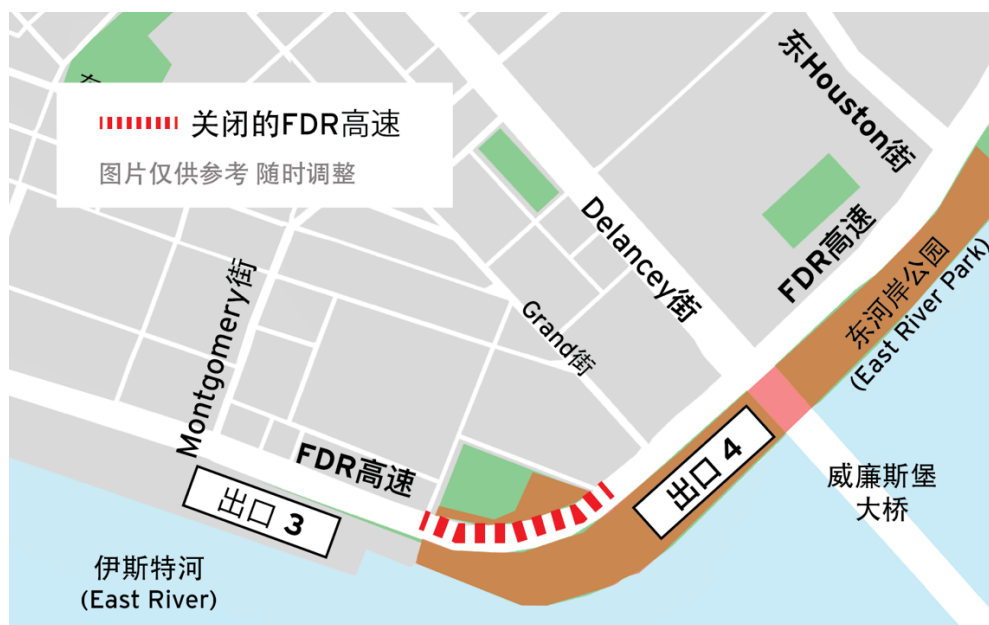 关闭的FDR高速
图片仅供参考 随时调整
东Houston街
Delancey街
FDR高速
东河岸公园
(East River Park)
Grand街
Montgomery街
FDR高速
出口 4
出口 3
威廉斯堡
大桥
伊斯特河
(East River)